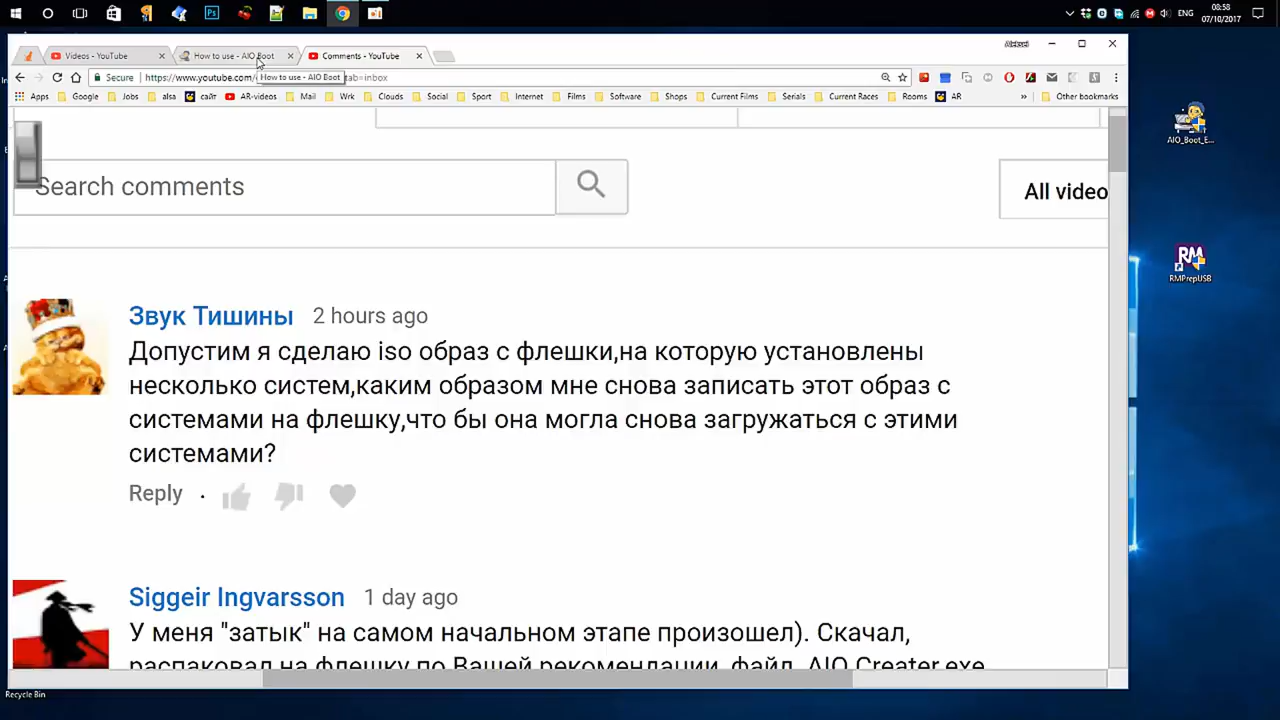 08:58
ENG
07/10/2017
Aleksei
Videos - YouTube
How to use - AIO Boot
Comments - YouTube
Secure
https://www.youtube.com/
How to use - AIO Boot
ab=inbox
Apps
Google
Jobs
alsa
сайт
AR-videos
Mail
Wrk
Clouds
Social
Sport
Internet
Films
Software
Shops
Current Films
Serials
Current Races
Rooms
AR
»
Other bookmarks
Search comments
All video
Звук Тишины 2 hours ago
Допустим я сделаю iso образ с флешки,на которую установлены
несколько систем,каким образом мне снова записать этот образ с
системами на флешку,что бы она могла снова загружаться с этими
системами?
Reply ·
Siggeir Ingvarsson 1 day ago
У меня "затык" на самом начальном этапе произошел). Скачал,
распаковал на флешку по Вашей рекомендации файл AIO Creater.exe
AIO_Boot_E...
RM
RMPrepUSB
Recycle Bin